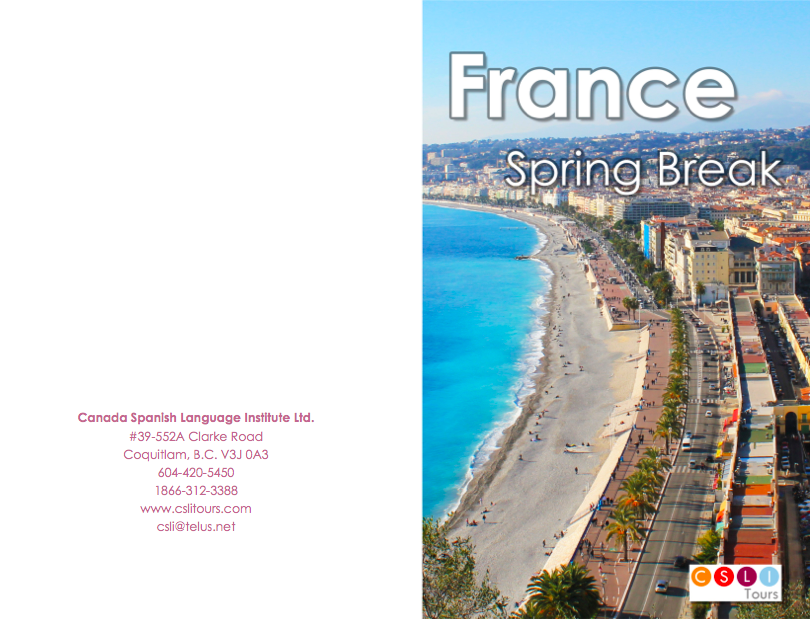 Canada Spanish Language Institute Ltd.
#39-552A Clarke Road
Coquitlam, B.C. V3J 0A3
604-420-5450
1866-312-3388
www.cslitours.com
csli@telus.net
France
Spring Break
CSLI
Tours